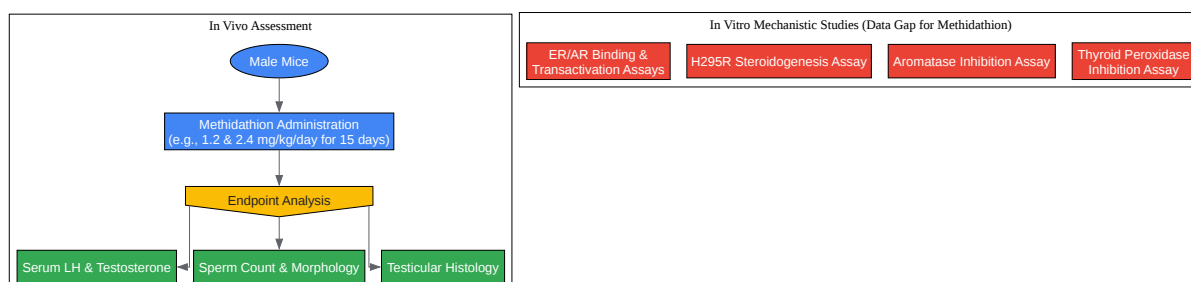 In Vivo Assessment
Male Mice
Methidathion Administration
(e.g., 1.2 & 2.4 mg/kg/day for 15 days)
Endpoint Analysis
Serum LH & Testosterone
Sperm Count & Morphology
Testicular Histology
In Vitro Mechanistic Studies (Data Gap for Methidathion)
ER/AR Binding &
Transactivation Assays
H295R Steroidogenesis Assay
Aromatase Inhibition Assay
Thyroid Peroxidase
Inhibition Assay